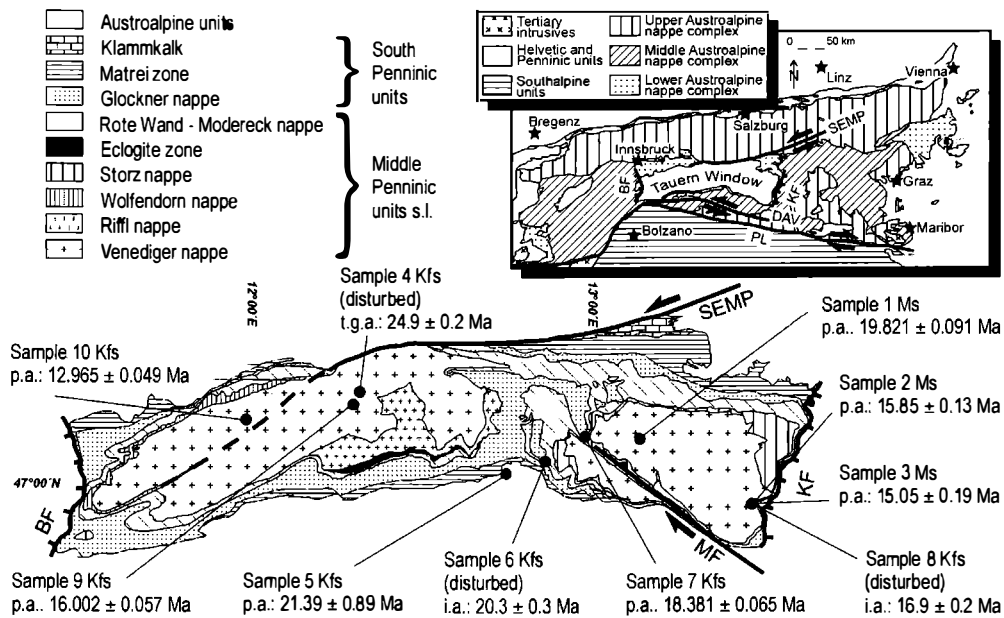 Austroalpine units
Klammkalk
Matrei zone
Glockner nappe
Rote Wand - Modereck nappe
Eclogite zone
Storz nappe
Wolfendorn nappe
Riffl nappe
Venediger nappe
South
Penninic
units
Middle
Penninic
units s.l.
Tertiary
intrusives
Helvetic and
Penninic units
Southalpine
units
Upper Austroalpine
nappe complex
Middle Austroalpine
nappe complex
Lower Austroalpine
nappe complex
0 50 km
N
Linz
Vienna
Bregenz
Salzburg
SEMP
Innsbruck
BF
Tauern Window
KF
Graz
DAV
Bolzano
PL
Maribor
12°00´E
Sample 4 Kfs
(disturbed)
t.g.a.: 24.9 ± 0.2 Ma
13°00´E
SEMP
Sample 1 Ms
p.a.. 19.821 ± 0.091 Ma
Sample 10 Kfs
p.a.: 12.965 ± 0.049 Ma
Sample 2 Ms
p.a.: 15.85 ± 0.13 Ma
47°00´N
BF
KF
Sample 3 Ms
p.a.: 15.05 ± 0.19 Ma
MF
Sample 9 Kfs
p.a.. 16.002 ± 0.057 Ma
Sample 5 Kfs
p.a.: 21.39 ± 0.89 Ma
Sample 6 Kfs
(disturbed)
i.a.: 20.3 ± 0.3 Ma
Sample 7 Kfs
p.a.. 18.381 ± 0.065 Ma
Sample 8 Kfs
(disturbed)
i.a.: 16.9 ± 0.2 Ma